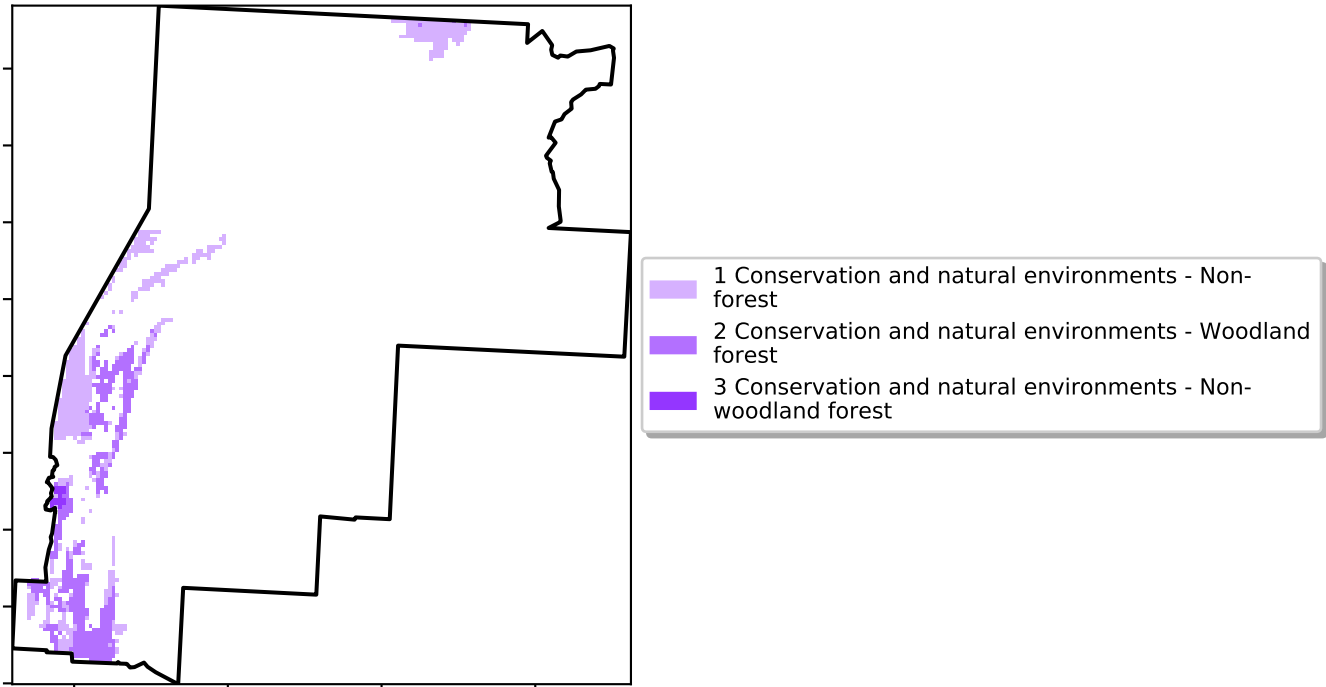 1 Conservation and natural environments - Non-
forest
2 Conservation and natural environments - Woodland
forest
3 Conservation and natural environments - Non-
woodland forest